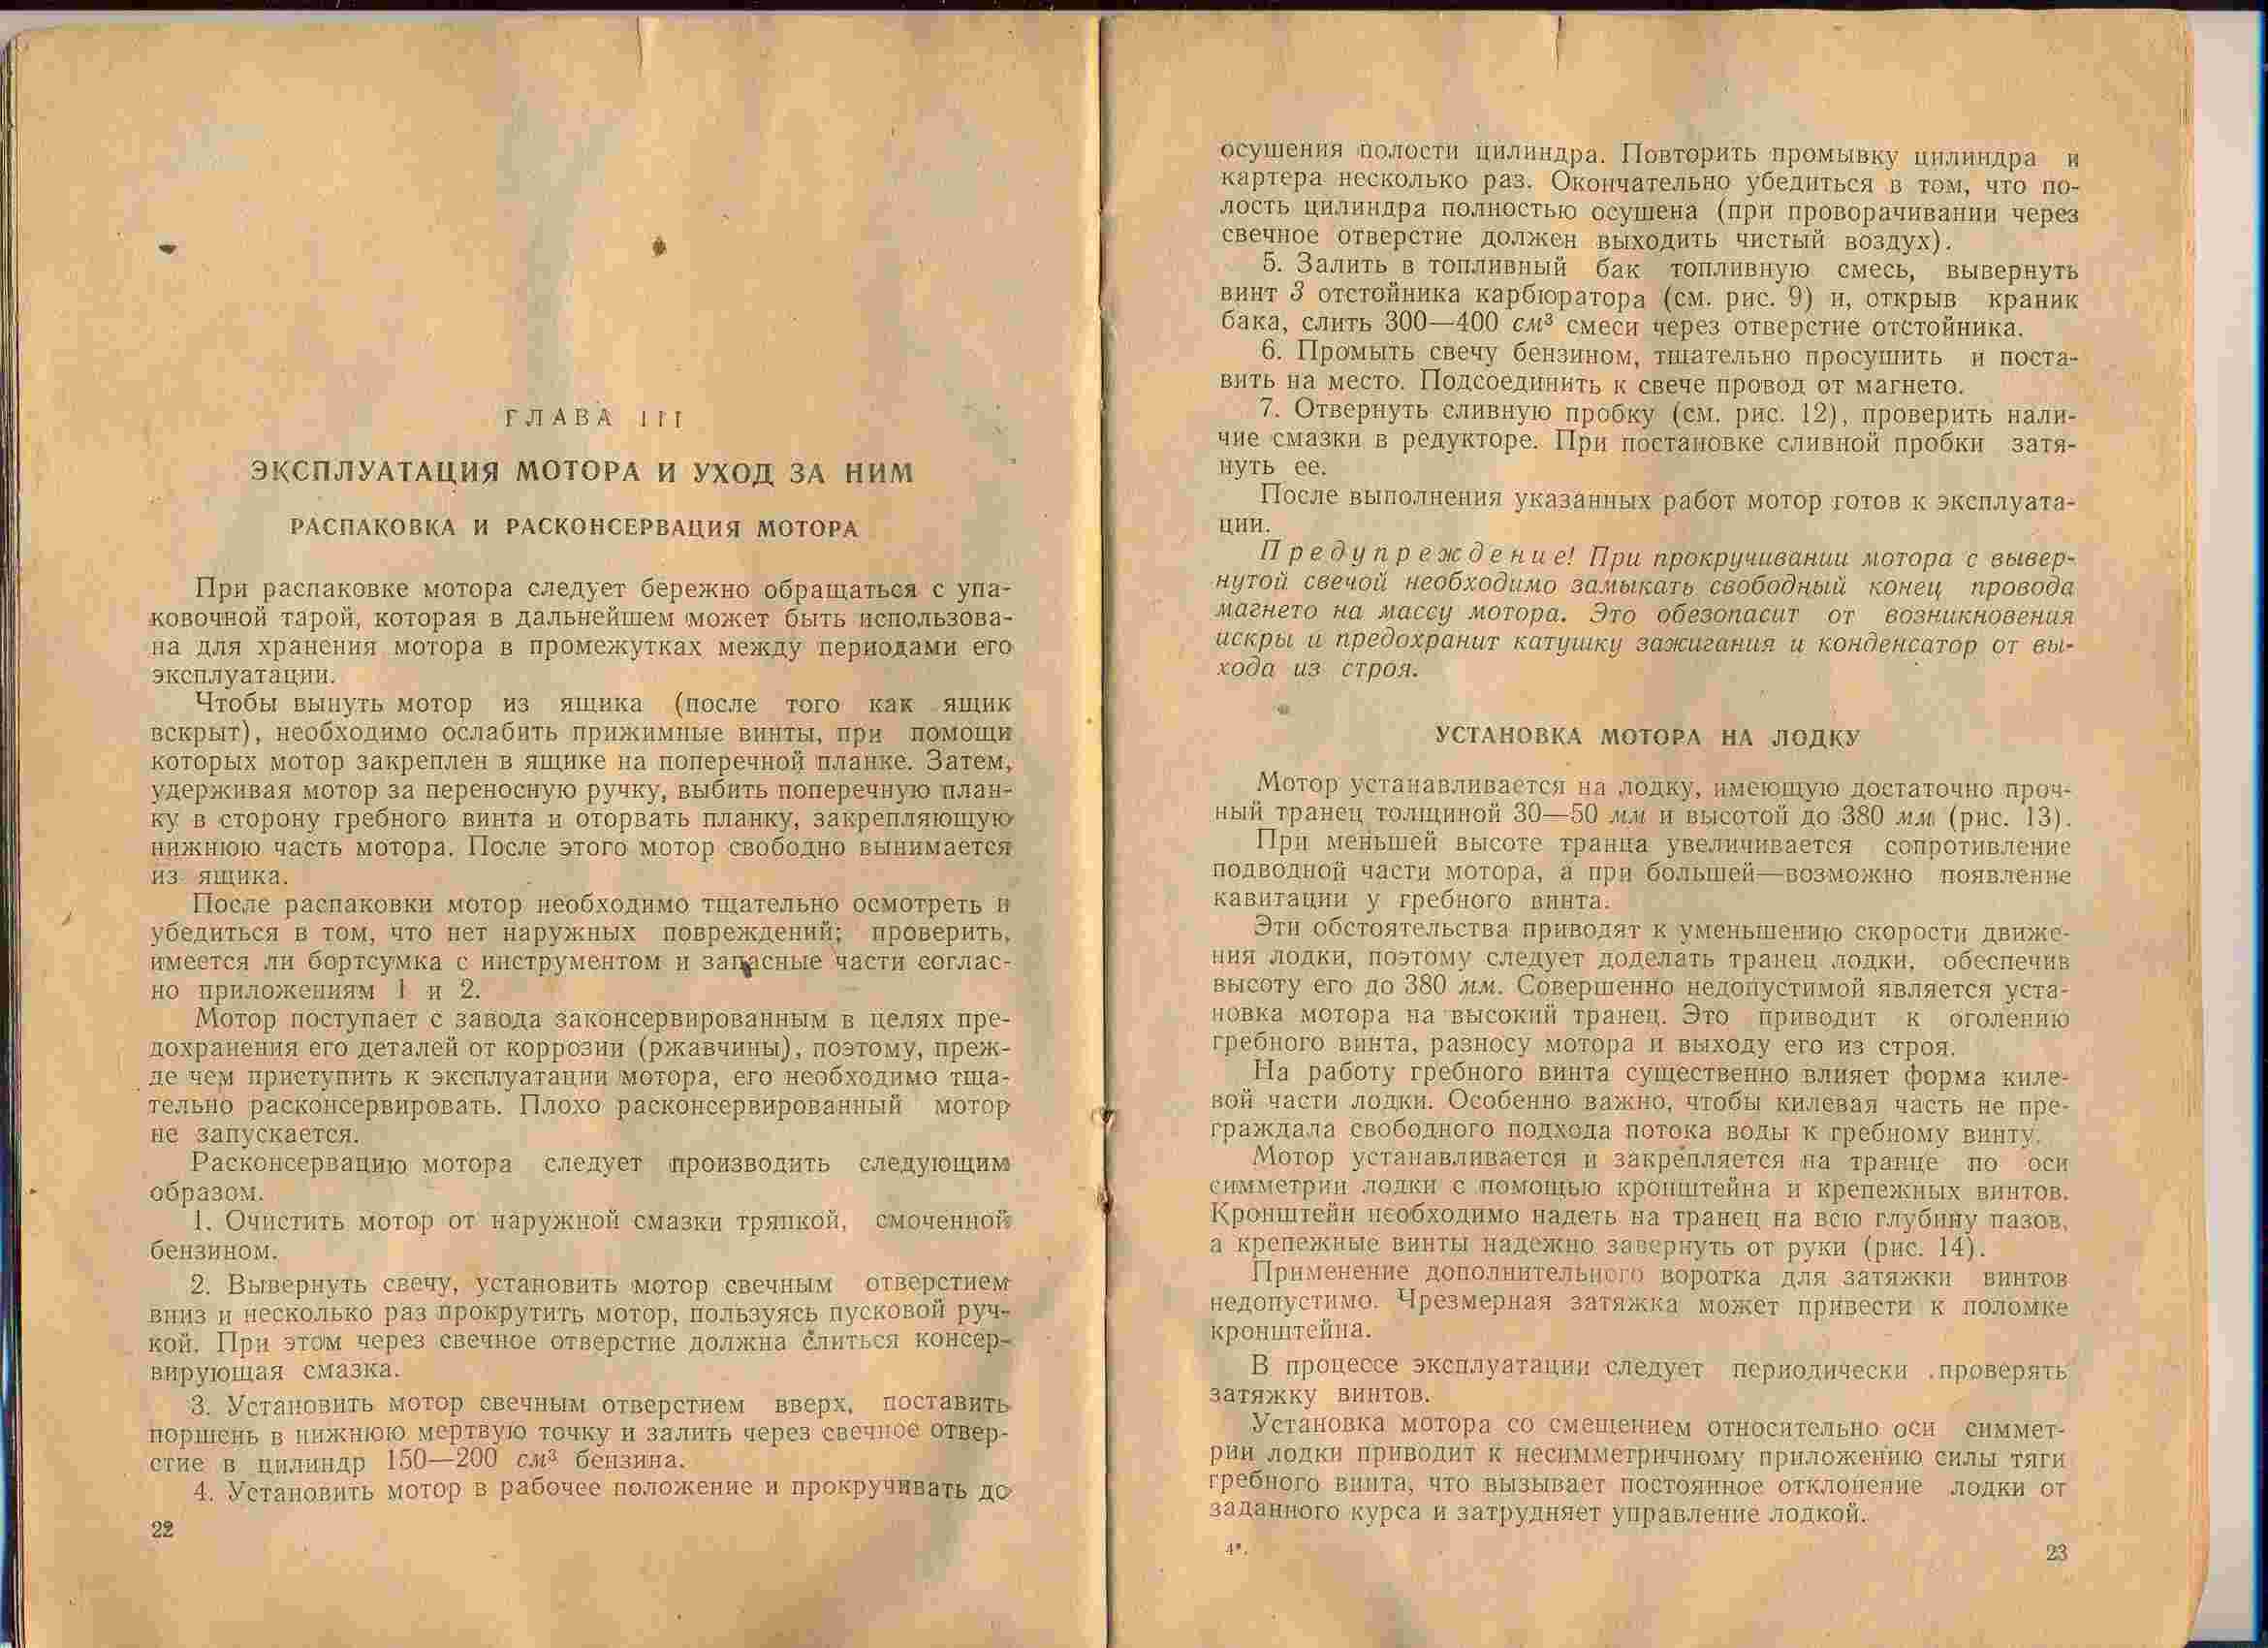 ГЛАВА III
ЭКСПЛУАТАЦИЯ МОТОРА И УХОД ЗА НИМ
РАСПАКОВКА И РАСКОНСЕРВАЦИЯ МОТОРА
При распаковке мотора следует бережно обращаться с упа-
ковочной тарой, которая в дальнейшем может быть использова-
на для хранения мотора в промежутках между периодами его
эксплуатации.
Чтобы вынуть мотор из ящика (после того как ящик
вскрыт), необходимо ослабить прижимные винты, при помощи
которых мотор закреплен в ящике на поперечной планке. Затем,
удерживая мотор за переносную ручку, выбить поперечную план-
ку в сторону гребного винта и оторвать планку, закрепляющую
нижнюю часть мотора. После этого мотор свободно вынимается
из ящика.
После распаковки мотор необходимо тщательно осмотреть и
убедиться в том, что нет наружных повреждений; проверить,
имеется ли бортсумка с инструментом и запасные части соглас-
но приложениям 1 и 2.
Мотор поступает с завода законсервированным в целях пре-
дохранения его деталей от коррозии (ржавчины), поэтому, преж-
де чем приступить к эксплуатации мотора, его необходимо тща-
тельно расконсервировать. Плохо расконсервированный мотор
не запускается.
Расконсервацию мотора следует производить следующим
образом.
1. Очистить мотор от наружной смазки тряпкой, смоченной
бензином.
2. Вывернуть свечу, установить мотор свечным отверстием
вниз и несколько раз прокрутить мотор, пользуясь пусковой руч-
кой. При этом через свечное отверстие должна слиться консер-
вирующая смазка.
3. Установить мотор свечным отверстием вверх, поставить
поршень в нижнюю мертвую точку и залить через свечное отвер-
стие в цилиндр 150—200 см³ бензина.
4. Установить мотор в рабочее положение и прокручивать до
22
осушения полости цилиндра. Повторить промывку цилиндра и
картера несколько раз. Окончательно убедиться в том, что по-
лость цилиндра полностью осушена (при проворачивании через
свечное отверстие должен выходить чистый воздух).
5. Залить в топливный бак топливную смесь, вывернуть
винт 3 отстойника карбюратора (см. рис. 9) и, открыв краник
бака, слить 300—400 см³ смеси через отверстие отстойника.
6. Промыть свечу бензином, тщательно просушить и поста-
вить на место. Подсоединить к свече провод от магнето.
7. Отвернуть сливную пробку (см. рис. 12), проверить нали-
чие смазки в редукторе. При постановке сливной пробки затя-
нуть ее.
После выполнения указанных работ мотор готов к эксплуата-
ции.
Предупреждение! При прокручивании мотора с вывер-
нутой свечой необходимо замыкать свободный конец провода
магнето на массу мотора. Это обезопасит от возникновения
искры и предохранит катушку зажигания и конденсатор от вы-
хода из строя.
УСТАНОВКА МОТОРА НА ЛОДКУ
Мотор устанавливается на лодку, имеющую достаточно проч-
ный транец толщиной 30—50 мм и высотой до 380 мм (рис. 13).
При меньшей высоте транца увеличивается сопротивление
подводной части мотора, а при большей—возможно появление
кавитации у гребного винта.
Эти обстоятельства приводят к уменьшению скорости движе-
ния лодки, поэтому следует доделать транец лодки, обеспечив
высоту его до 380 мм. Совершенно недопустимой является уста-
новка мотора на высокий транец. Это приводит к оголению
гребного винта, разносу мотора и выходу его из строя.
На работу гребного винта существенно влияет форма киле-
вой части лодки. Особенно важно, чтобы килевая часть не пре-
граждала свободного подхода потока воды к гребному винту.
Мотор устанавливается и закрепляется на транце по оси
симметрии лодки с помощью кронштейна и крепежных винтов.
Кронштейн необходимо надеть на транец на всю глубину пазов,
а крепежные винты надежно завернуть от руки (рис. 14).
Применение дополнительного воротка для затяжки винтов
недопустимо. Чрезмерная затяжка может привести к поломке
кронштейна.
В процессе эксплуатации следует периодически проверять
затяжку винтов.
Установка мотора со смещением относительно оси симмет-
рии лодки приводит к несимметричному приложению силы тяги
гребного винта, что вызывает постоянное отклонение лодки от
заданного курса и затрудняет управление лодкой.
4*.
23